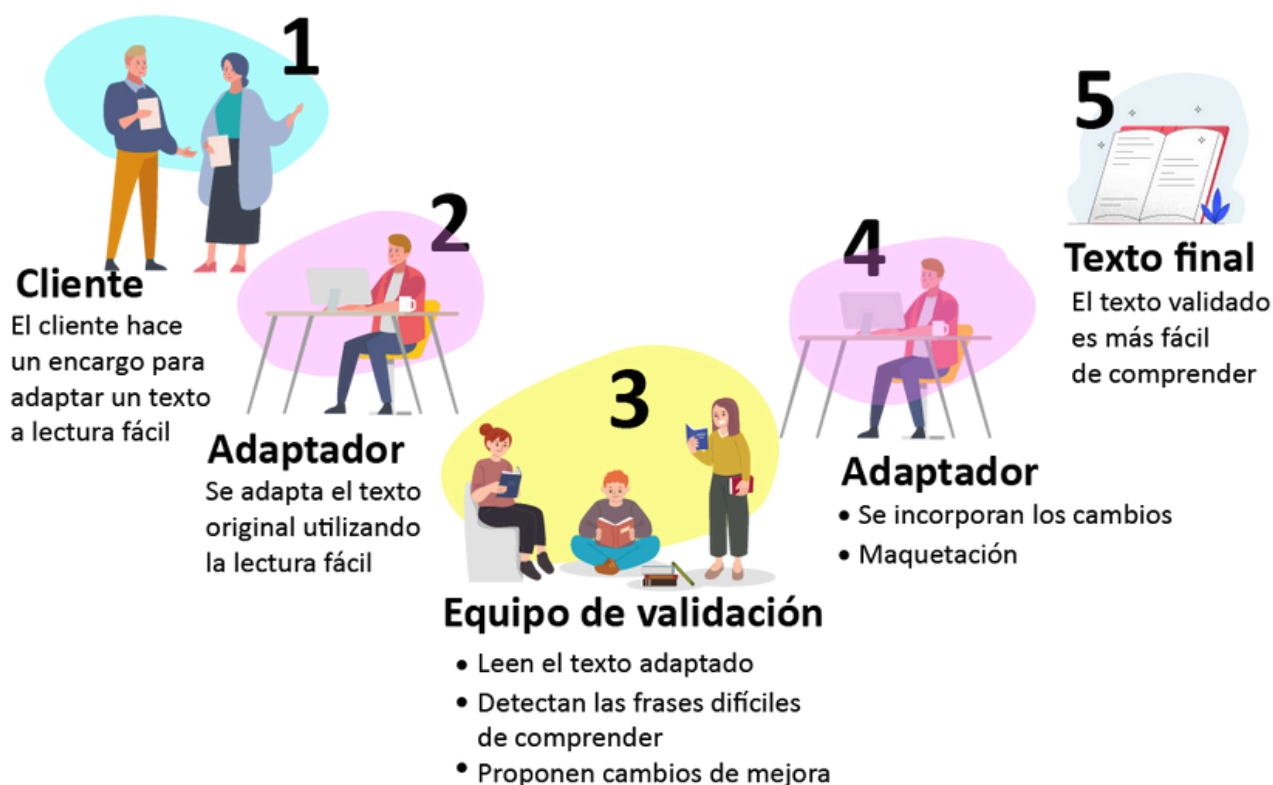 1
Cliente
El cliente hace
un encargo para
adaptar un texto
a lectura fácil
2
Adaptador
Se adapta el texto
original utilizando
la lectura fácil
3
Equipo de validación
• Leen el texto adaptado
• Detectan las frases difíciles
de comprender
• Proponen cambios de mejora
4
Adaptador
• Se incorporan los cambios
• Maquetación
5
Texto final
El texto validado
es más fácil
de comprender